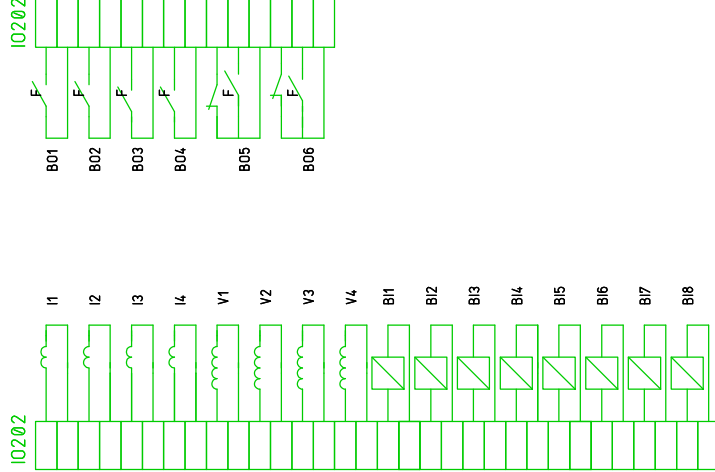 IO202
F F F F F F
BO1 BO2 BO3 BO4 BO5 BO6
I1 I2 I3 I4 V1 V2 V3 V4 BI1 BI2 BI3 BI4 BI5 BI6 BI7 BI8
IO202